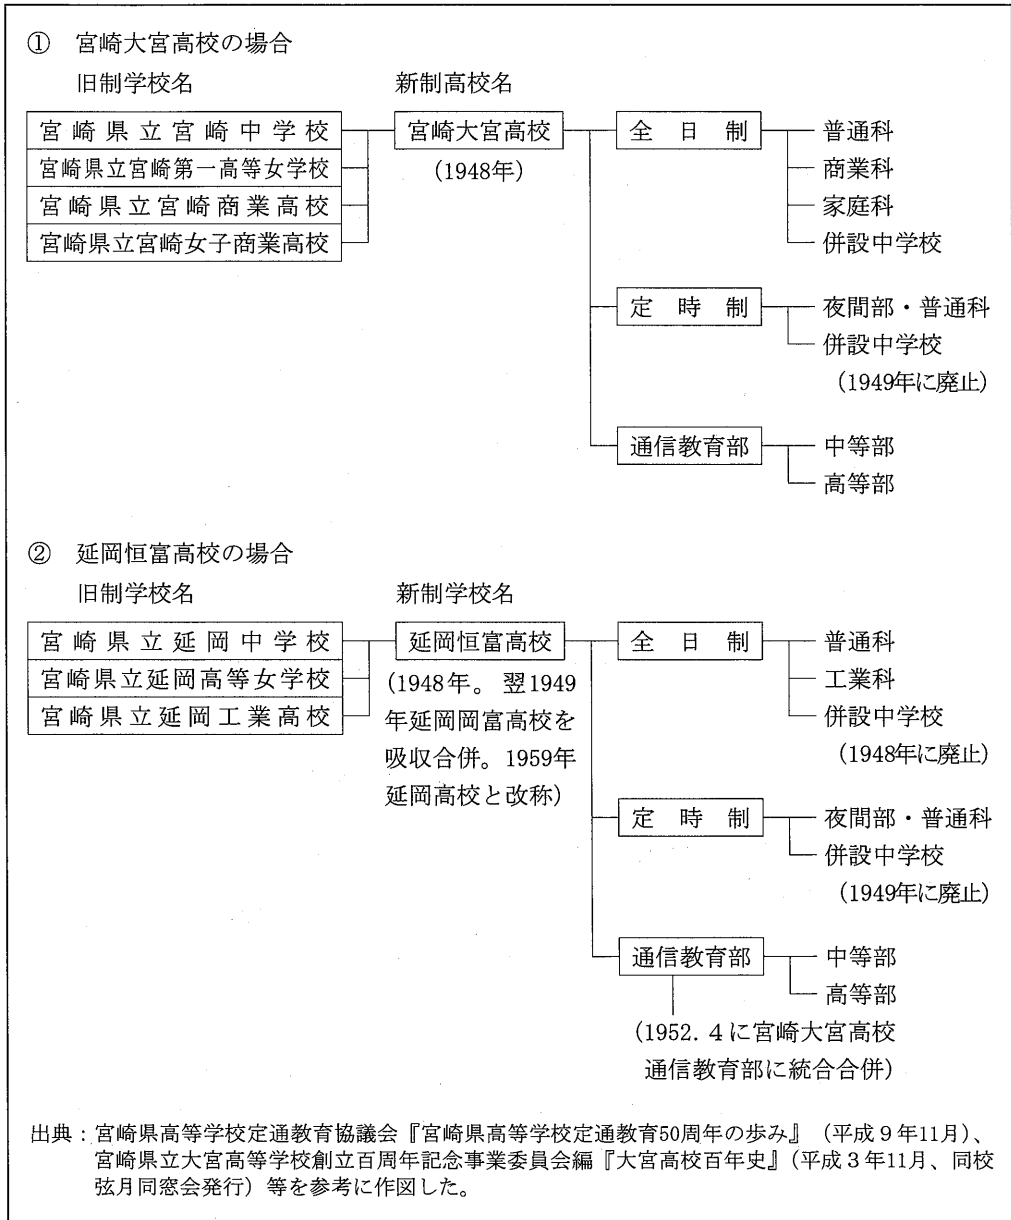 ① 宮崎大宮高校の場合
旧制学校名 新制高校名
宮崎県立宮崎中学校 宮崎大宮高校 全日制 普通科
宮崎県立宮崎第一高等女学校 (1948年) 商業科
宮崎県立宮崎商業高校 家庭科
宮崎県立宮崎女子商業高校 併設中学校
定時制 夜間部・普通科
併設中学校
(1949年に廃止)
通信教育部 中等部
高等部
② 延岡恒富高校の場合
旧制学校名 新制学校名
宮崎県立延岡中学校 延岡恒富高校 全日制 普通科
宮崎県立延岡高等女学校 (1948年。翌1949 工業科
宮崎県立延岡工業高校 年延岡岡富高校を 併設中学校
吸収合併。1959年 (1948年に廃止)
延岡高校と改称)
定時制 夜間部・普通科
併設中学校
(1949年に廃止)
通信教育部 中等部
高等部
(1952.4に宮崎大宮高校
通信教育部に統合合併)
出典:宮崎県高等学校定通教育協議会『宮崎県高等学校定通教育50周年の歩み』(平成9年11月)、
宮崎県立大宮高等学校創立百周年記念事業委員会編『大宮高校百年史』(平成3年11月、同校
弦月同窓会発行)等を参考に作図した。